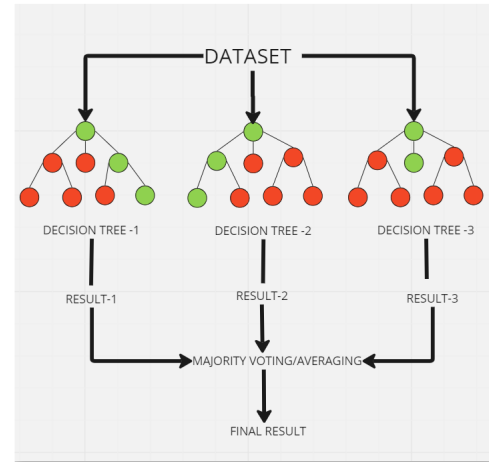 DATASET
DECISION TREE -1
DECISION TREE -2
DECISION TREE -3
RESULT-1
RESULT-2
RESULT-3
MAJORITY VOTING/AVERAGING
FINAL RESULT